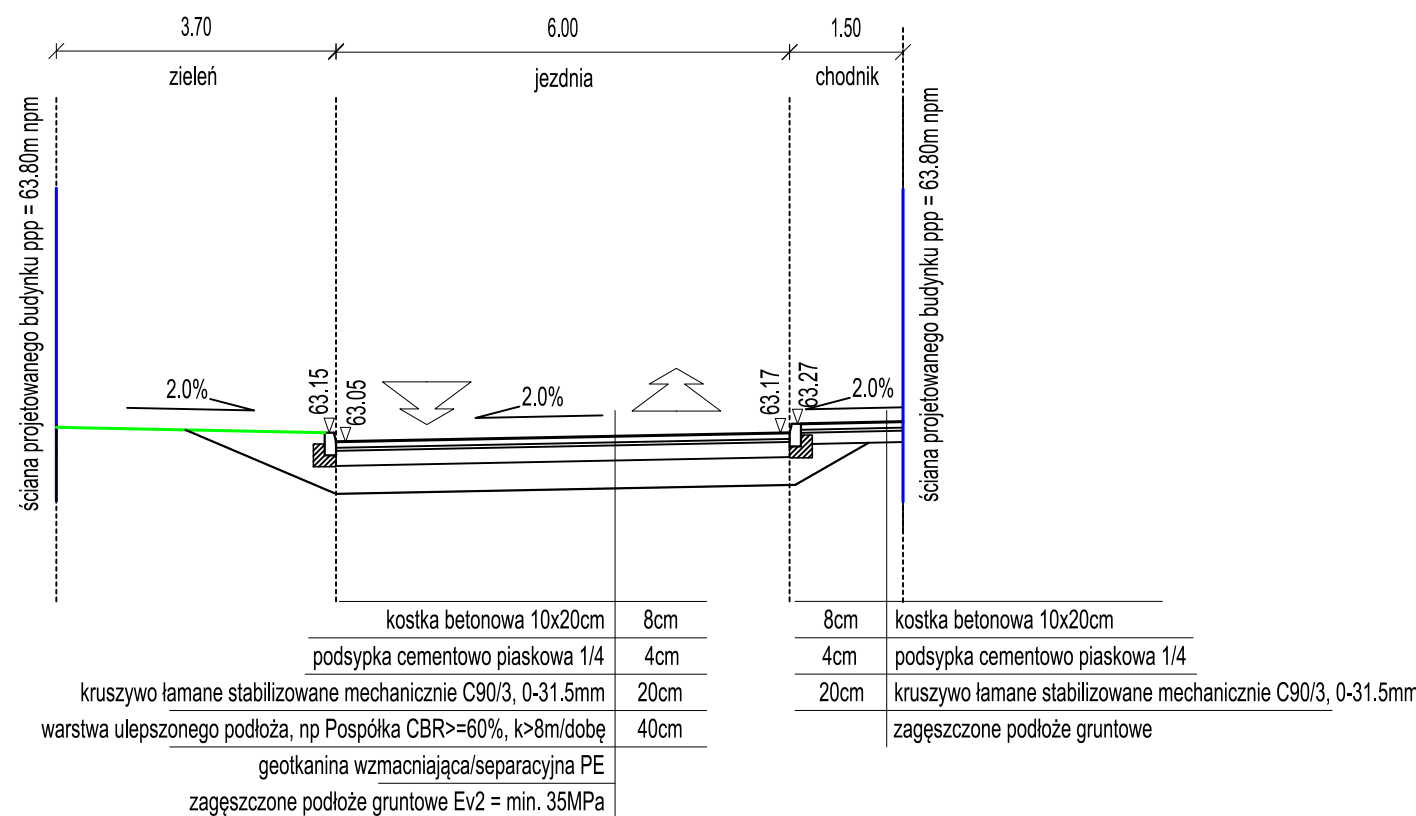 3.70
6.00
1.50
zieleń
jezdnia
chodnik
ściana projetowanego budynku ppp = 63.80m npm
ściana projetowanego budynku ppp = 63.80m npm
2.0%
63.15
63.05
2.0%
63.17
63.27
2.0%
kostka betonowa 10x20cm 8cm
podsypka cementowo piaskowa 1/4 4cm
kruszywo łamane stabilizowane mechanicznie C90/3, 0-31.5mm 20cm
warstwa ulepszonego podłoża, np Pospółka CBR>=60%, k>8m/dobę 40cm
geotkanina wzmacniająca/separacyjna PE
zagęszczone podłoże gruntowe Ev2 = min. 35MPa
8cm kostka betonowa 10x20cm
4cm podsypka cementowo piaskowa 1/4
20cm kruszywo łamane stabilizowane mechanicznie C90/3, 0-31.5mm
zagęszczone podłoże gruntowe